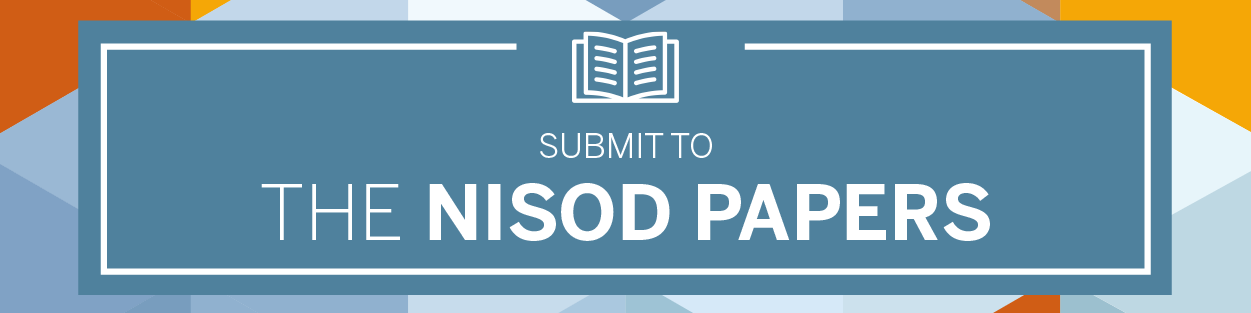 SUBMIT TO
THE NISOD PAPERS